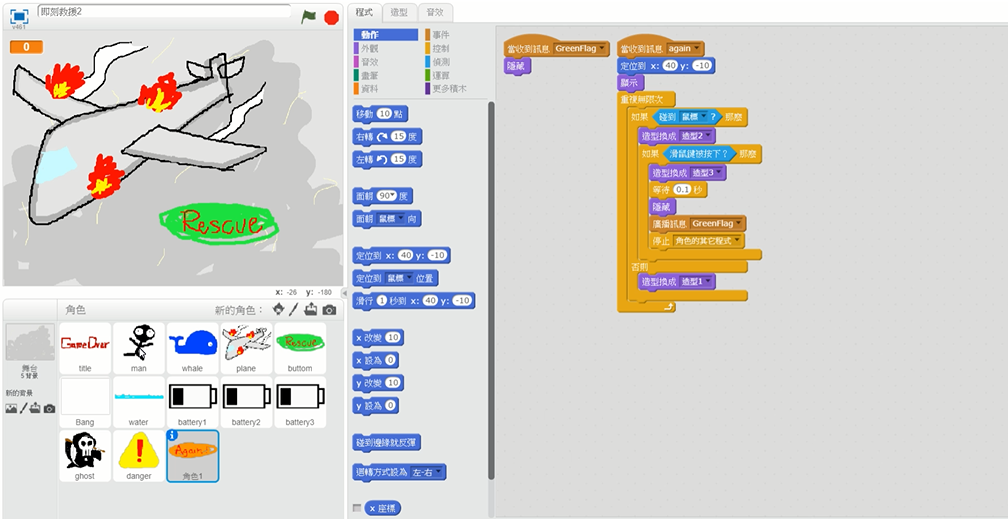 即刻救援2
v461
0
Rescue
x: -26 y: -180
角色
新的角色：
舞台
5 背景
新的背景
GameOver
title
man
whale
plane
Rescue
buttom
Bang
water
battery1
battery2
battery3
ghost
danger
Again
角色1
程式
造型
音效
動作
事件
外觀
控制
音效
偵測
畫筆
運算
資料
更多積木
移動 10 點
右轉 15 度
左轉 15 度
面朝 90 度
面朝 鼠標 向
定位到 x: 40 y: -10
定位到 鼠標 位置
滑行 1 秒到 x: 40 y: -10
x 改變 10
x 設為 0
y 改變 10
y 設為 0
碰到邊緣就反彈
迴轉方式設為 左-右
x 座標
當收到訊息 GreenFlag
隱藏
當收到訊息 again
定位到 x: 40 y: -10
顯示
重複無限次
如果 碰到 鼠標 ? 那麼
造型換成 造型2
如果 滑鼠鍵被按下？ 那麼
造型換成 造型3
等待 0.1 秒
隱藏
廣播訊息 GreenFlag
停止 角色的其它程式
否則
造型換成 造型1